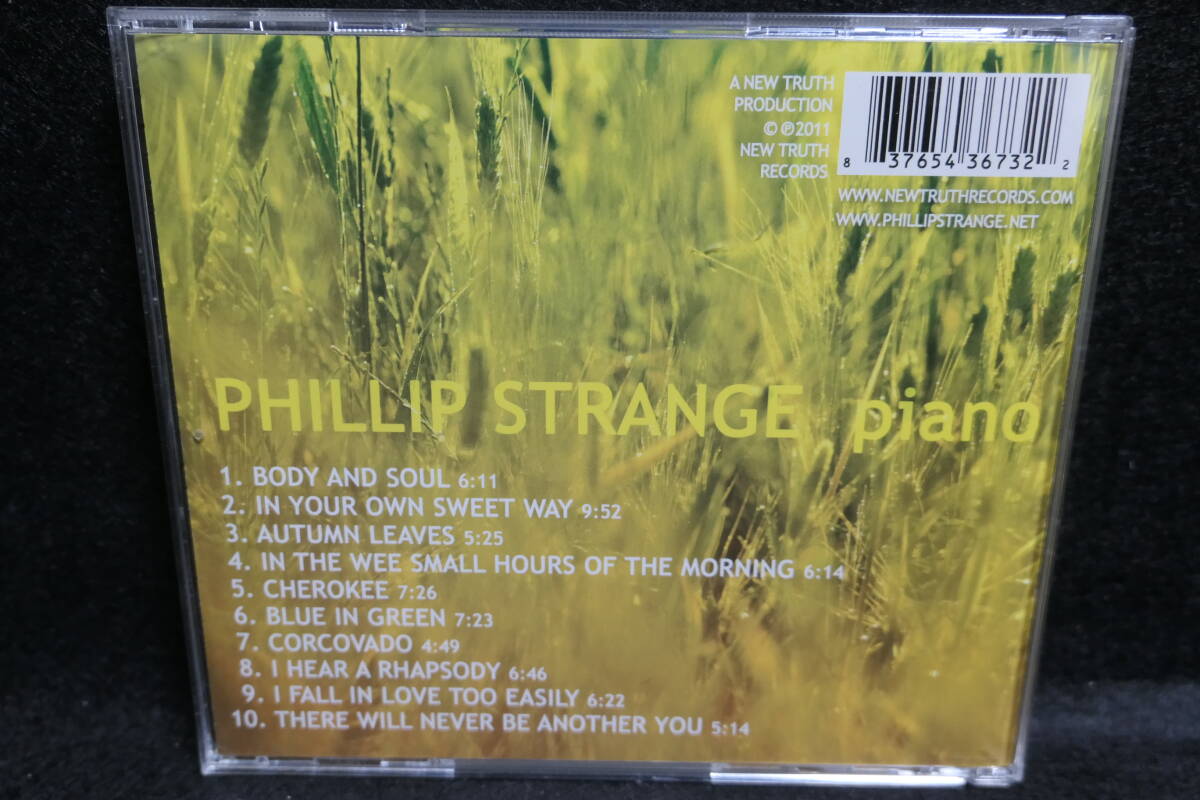 A NEW TRUTH
PRODUCTION
© ℗2011
NEW TRUTH
RECORDS
8 37654 36732 2
WWW.NEWTRUTHRECORDS.COM
WWW.PHILLIPSTRANGE.NET
PHILLIP STRANGE piano
1. BODY AND SOUL 6:11
2. IN YOUR OWN SWEET WAY 9:52
3. AUTUMN LEAVES 5:25
4. IN THE WEE SMALL HOURS OF THE MORNING 6:14
5. CHEROKEE 7:26
6. BLUE IN GREEN 7:23
7. CORCOVADO 4:49
8. I HEAR A RHAPSODY 6:46
9. I FALL IN LOVE TOO EASILY 6:22
10. THERE WILL NEVER BE ANOTHER YOU 5:14